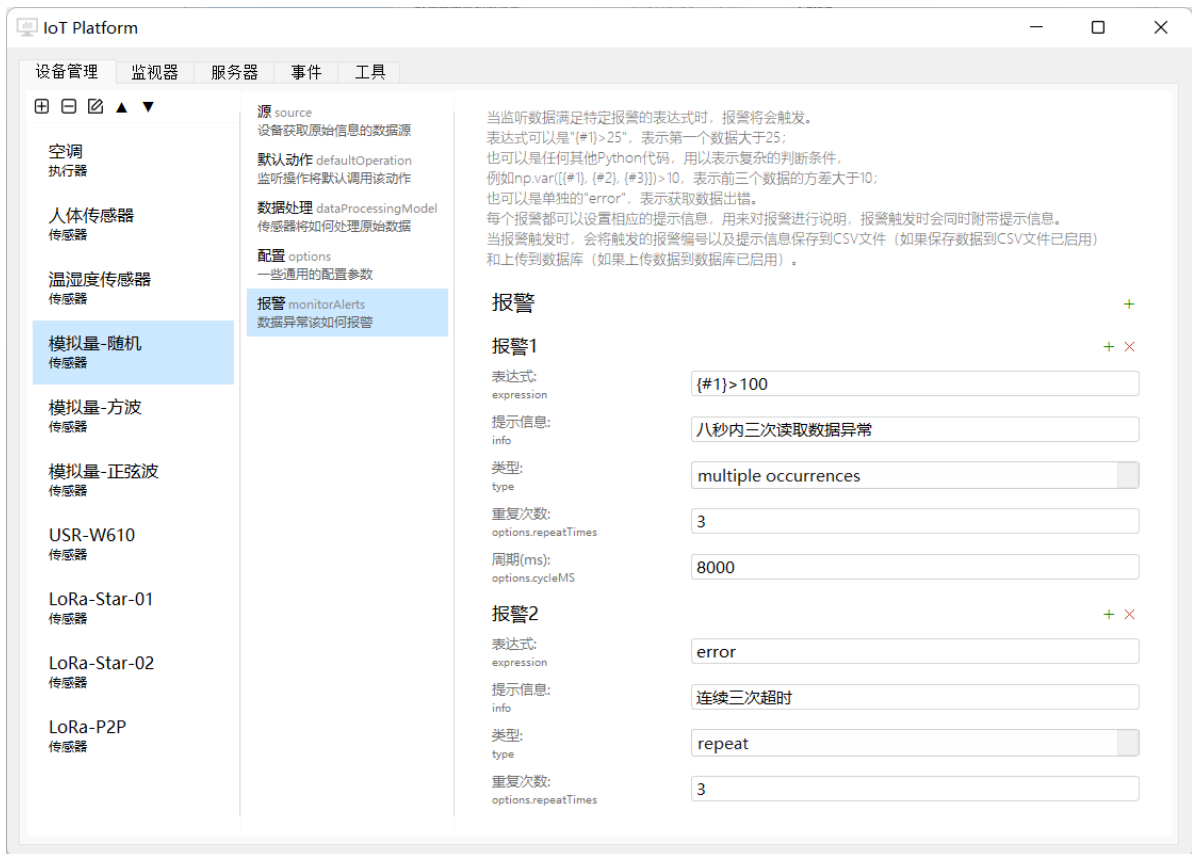 IoT Platform
设备管理 监视器 服务器 事件 工具
空调
执行器
人体传感器
传感器
温湿度传感器
传感器
模拟量-随机
传感器
模拟量-方波
传感器
模拟量-正弦波
传感器
USR-W610
传感器
LoRa-Star-01
传感器
LoRa-Star-02
传感器
LoRa-P2P
传感器
源 source
设备获取原始信息的数据源
默认动作 defaultOperation
监听操作将默认调用该动作
数据处理 dataProcessingModel
传感器将如何处理原始数据
配置 options
一些通用的配置参数
报警 monitorAlerts
数据异常该如何报警
当监听数据满足特定报警的表达式时，报警将会触发。
表达式可以是"{#1}>25"，表示第一个数据大于25；
也可以是任何其他Python代码，用以表示复杂的判断条件，
例如np.var([{#1}, {#2}, {#3}])>10，表示前三个数据的方差大于10；
也可以是单独的"error"，表示获取数据出错。
每个报警都可以设置相应的提示信息，用来对报警进行说明，报警触发时会同时附带提示信息。
当报警触发时，会将触发的报警编号以及提示信息保存到CSV文件（如果保存数据到CSV文件已启用）
和上传到数据库（如果上传数据到数据库已启用）。
报警 +
报警1 + ×
表达式:
expression
{#1}>100
提示信息:
info
八秒内三次读取数据异常
类型:
type
multiple occurrences
重复次数:
options.repeatTimes
3
周期(ms):
options.cycleMS
8000
报警2 + ×
表达式:
expression
error
提示信息:
info
连续三次超时
类型:
type
repeat
重复次数:
options.repeatTimes
3